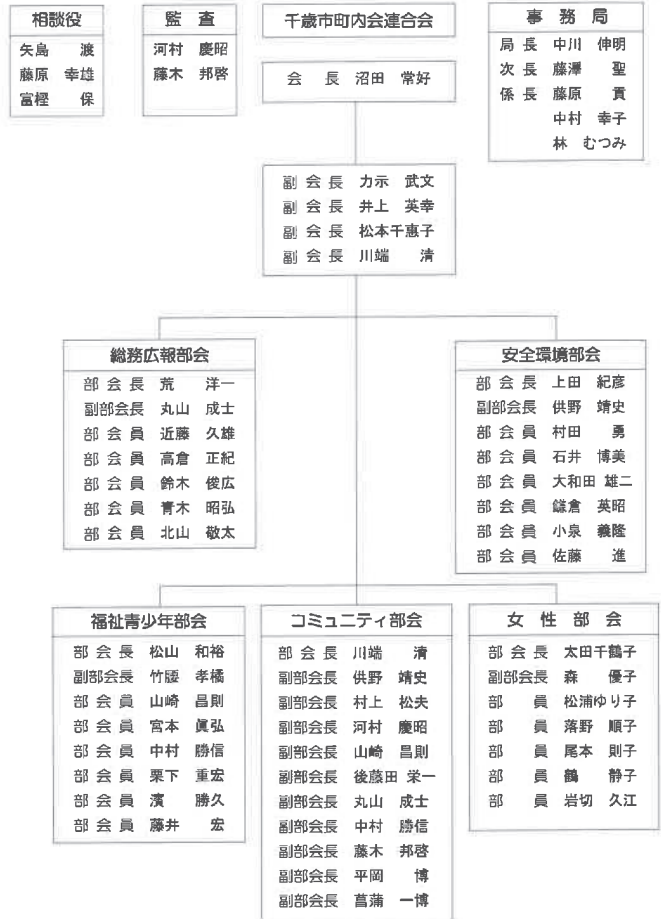 相談役
矢島 渡
藤原 幸雄
富樫 保
監査
河村 慶昭
藤木 邦啓
千歳市町内会連合会
会長 沼田 常好
事務局
局長 中川 伸明
次長 藤澤 聖
係長 藤原 貢
中村 幸子
林 むつみ
副会長 力示 武文
副会長 井上 英幸
副会長 松本千惠子
副会長 川端 清
総務広報部会
部会長 荒 洋一
副部会長 丸山 成士
部会員 近藤 久雄
部会員 高倉 正紀
部会員 鈴木 俊広
部会員 青木 昭弘
部会員 北山 敬太
安全環境部会
部会長 上田 紀彦
副部会長 供野 靖史
部会員 村田 勇
部会員 石井 博美
部会員 大和田 雄二
部会員 鎌倉 英昭
部会員 小泉 義隆
部会員 佐藤 進
福祉青少年部会
部会長 松山 和裕
副部会長 孝橘
部会員 山崎 昌則
部会員 宮本 眞弘
部会員 中村 勝信
部会員 栗下 重宏
部会員 濱 勝久
部会員 藤井 宏
コミュニティ部会
部会長 川端 清
副部会長 供野 靖史
副部会長 村上 松夫
副部会長 河村 慶昭
副部会長 山崎 昌則
副部会長 後藤田 栄一
副部会長 丸山 成士
副部会長 中村 勝信
副部会長 藤木 邦啓
副部会長 平岡 博
副部会長 菖蒲 一博
女性部会
部会長 太田千鶴子
副部会長 森 優子
部員 松浦ゆり子
部員 落野 順子
部員 尾本 則子
部員 鶴 静子
部員 岩切 久江